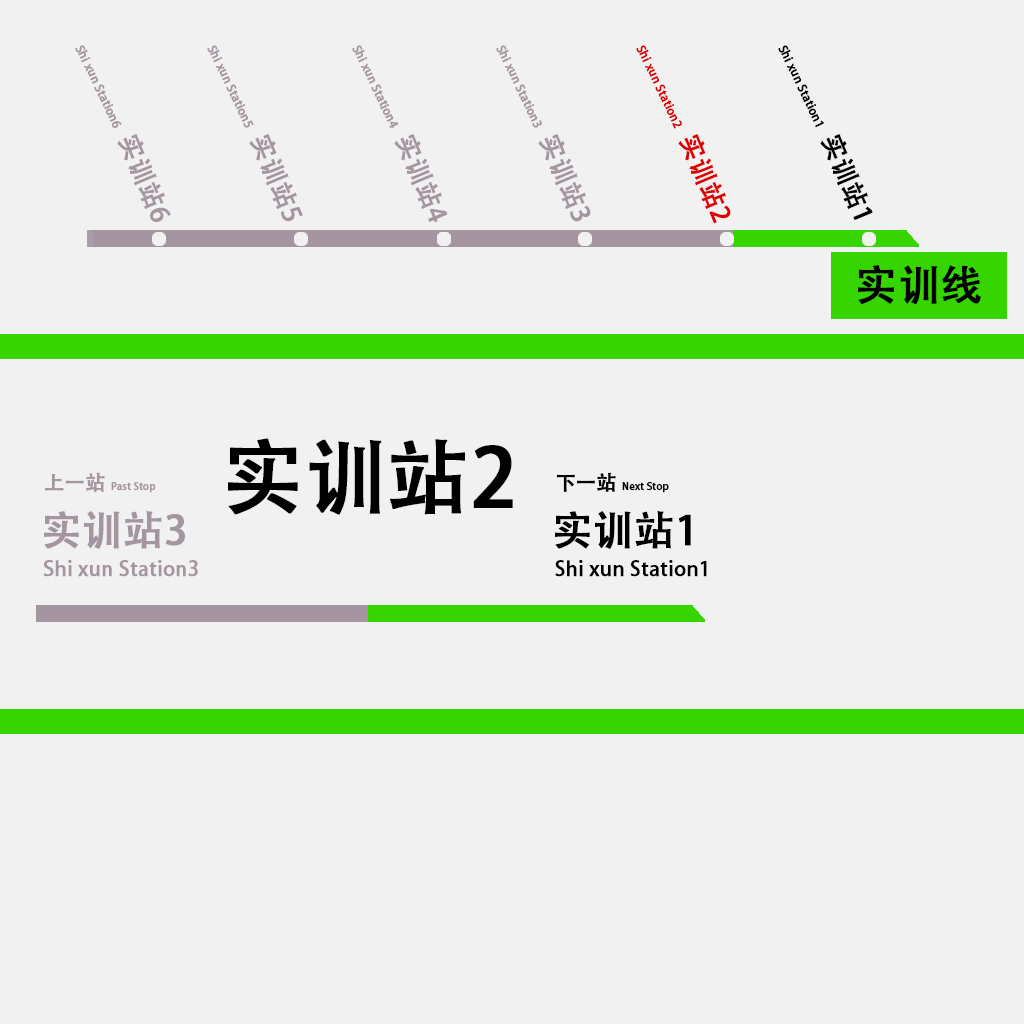 Shi xun Station6 实训站6
Shi xun Station5 实训站5
Shi xun Station4 实训站4
Shi xun Station3 实训站3
Shi xun Station2 实训站2
Shi xun Station1 实训站1
实训线
实训站2
上一站 Past Stop
实训站3
Shi xun Station3
下一站 Next Stop
实训站1
Shi xun Station1